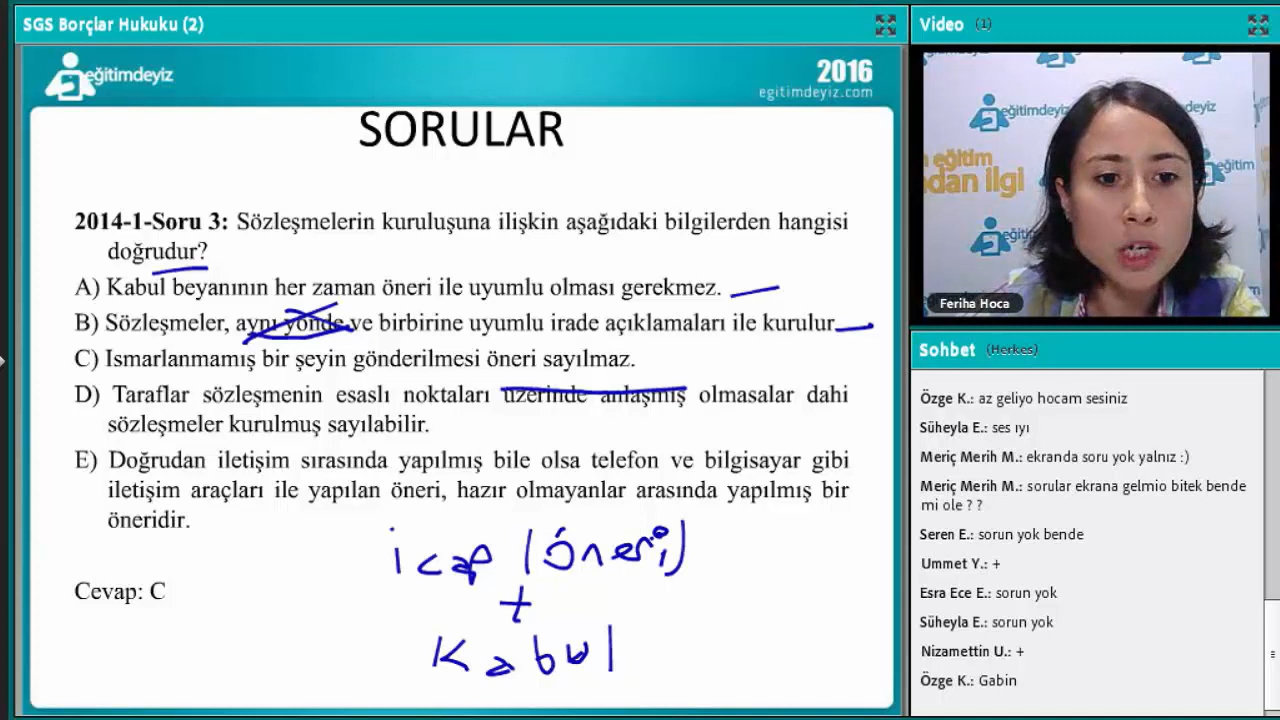 SGS Borçlar Hukuku (2)
eğitimdeyiz
2016
egitimdeyiz.com
SORULAR
2014-1-Soru 3: Sözleşmelerin kuruluşuna ilişkin aşağıdaki bilgilerden hangisi
doğrudur?
A) Kabul beyanının her zaman öneri ile uyumlu olması gerekmez.
B) Sözleşmeler, aynı yönde ve birbirine uyumlu irade açıklamaları ile kurulur
C) Ismarlanmamış bir şeyin gönderilmesi öneri sayılmaz.
D) Taraflar sözleşmenin esaslı noktaları üzerinde anlaşmış olmasalar dahi
sözleşmeler kurulmuş sayılabilir.
E) Doğrudan iletişim sırasında yapılmış bile olsa telefon ve bilgisayar gibi
iletişim araçları ile yapılan öneri, hazır olmayanlar arasında yapılmış bir
öneridir.
icap (öneri)
+
Kabul
Cevap: C
Video (1)
eğitimdeyiz
eğitim
eğitim
ndan ilgi
eğitimdeyiz
Feriha Hoca
Sohbet (Herkes)
Özge K.: az geliyo hocam sesiniz
Süheyla E.: ses ıyı
Meriç Merih M.: ekranda soru yok yalnız :)
Meriç Merih M.: sorular ekrana gelmio bitek bende
mi ole ? ?
Seren E.: sorun yok bende
Ummet Y.: +
Esra Ece E.: sorun yok
Süheyla E.: sorun yok
Nizamettin U.: +
Özge K.: Gabin